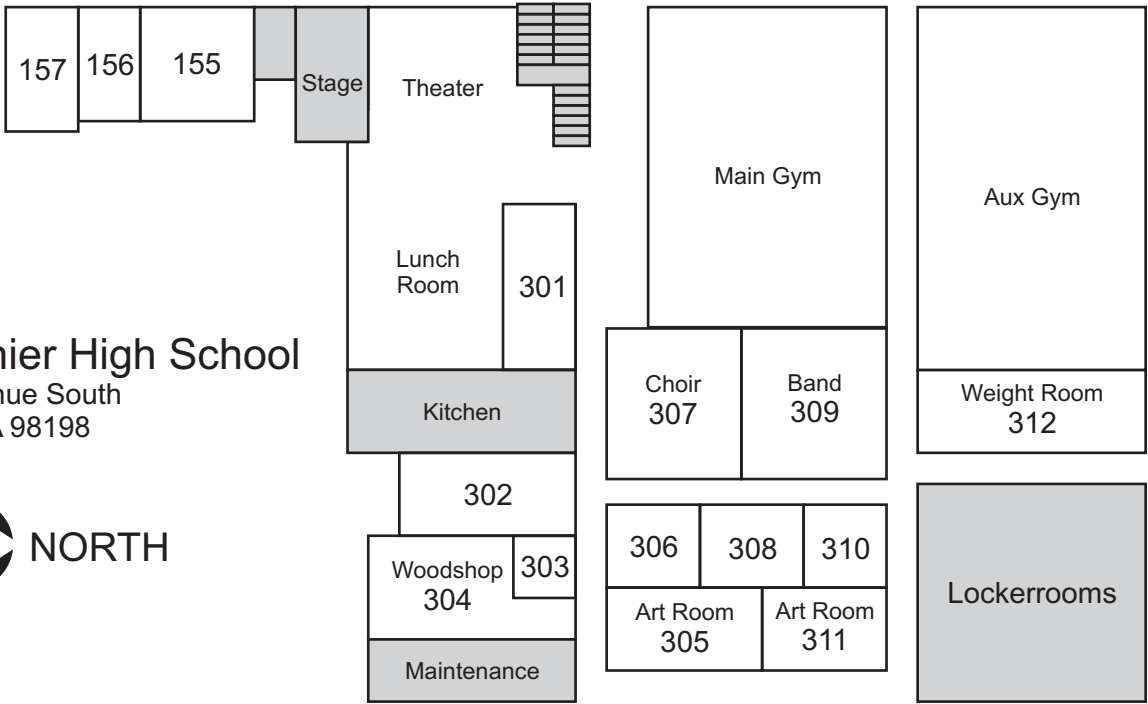 157
156
155
Stage
Theater
Main Gym
Aux Gym
Lunch
Room
301
nier High School
nue South
98198
Kitchen
Choir
307
Band
309
Weight Room
312
302
NORTH
Woodshop
304
303
306
308
310
Art Room
305
Art Room
311
Lockerrooms
Maintenance